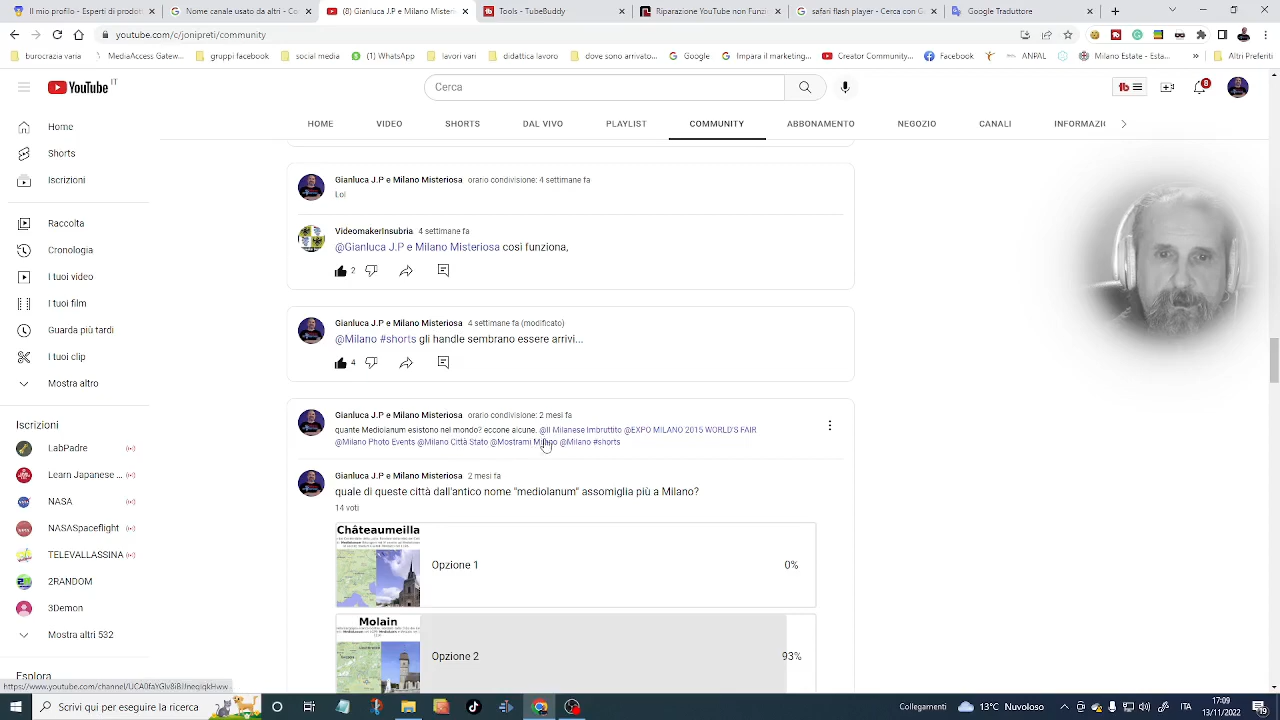 Il mio profilo - Esperti di prodott
Nome canale usato da altri - Co
(8) Gianluca J.P e Milano Misteri
Tools - TubeBuddy
Riparazione YouTube non Funzi
adversari flash player - Cerca con G
Google Traduttore
youtube.com/c/jonipreti/community
burocrazia varia
MediaAccess Gatew...
gruppi facebook
social media
(1) WhatsApp
lavori vari
didattica lavoro
dove sono arrivato...
Google
Impara il marketing...
Creator Community...
Facebook
ANPAL
Milano Estate - Esta...
Altri Preferiti
YouTube IT
Cerca
8
HOME
VIDEO
SHORTS
DAL VIVO
PLAYLIST
COMMUNITY
ABBONAMENTO
NEGOZIO
CANALI
INFORMAZI
Home
Shorts
Iscrizioni
Raccolta
Cronologia
I tuoi video
I tuoi film
Guarda più tardi
I tuoi clip
Mostra altro
Iscrizioni
LabPadre
Learn Japanese ...
NASA
NASASpaceflight
TELEVALASSIN...
2RANDOM
3Demon
Mostra altri
Esplora
Gianluca J.P e Milano Misteriosa orario condivisione: 4 settimane fa
Lol
VideomakerInsubria 4 settimane fa
@Gianluca J.P e Milano Misteriosa così funziona,
2
Gianluca J.P e Milano Misteriosa 4 settimane fa (modificato)
@Milano #shorts gli handle sembrano essere arrivi...
4
Gianluca J.P e Milano Misteriosa orario condivisione: 2 mesi fa
quante Mediolanum esistono nel mondo? eccone alcune. @Il Milanese Imbruttito @EXPO MILANO 2015 WORLD'S FAIR
@Milano Photo Events @Milano Città Stato @Mostrami Milano @Milano #shorts
Gianluca J.P e Milano Misteriosa 2 mesi fa
quale di queste città dall'antico nome "mediolanum" assomiglia più a Milano?
14 voti
Châteaumeilla
Opzione 1
Molain
Opzione 2
Scrivi qui per eseguire la ricerca
Collegamenti
13°C Nuvoloso
ITA
17:09
13/11/2022